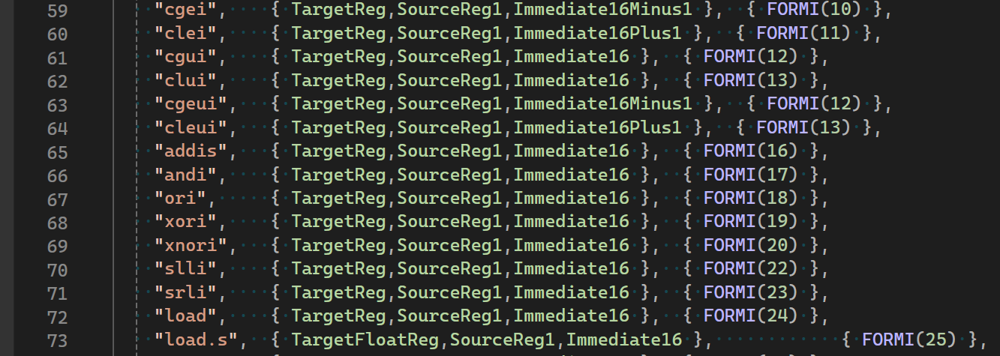 59 "cgei", { TargetReg,SourceReg1,Immediate16Minus1 }, { FORMI(10) },
60 "clei", { TargetReg,SourceReg1,Immediate16Plus1 }, { FORMI(11) },
61 "cgui", { TargetReg,SourceReg1,Immediate16 }, { FORMI(12) },
62 "clui", { TargetReg,SourceReg1,Immediate16 }, { FORMI(13) },
63 "cgeui", { TargetReg,SourceReg1,Immediate16Minus1 }, { FORMI(12) },
64 "cleui", { TargetReg,SourceReg1,Immediate16Plus1 }, { FORMI(13) },
65 "addis", { TargetReg,SourceReg1,Immediate16 }, { FORMI(16) },
66 "andi", { TargetReg,SourceReg1,Immediate16 }, { FORMI(17) },
67 "ori", { TargetReg,SourceReg1,Immediate16 }, { FORMI(18) },
68 "xori", { TargetReg,SourceReg1,Immediate16 }, { FORMI(19) },
69 "xnori", { TargetReg,SourceReg1,Immediate16 }, { FORMI(20) },
70 "slli", { TargetReg,SourceReg1,Immediate16 }, { FORMI(22) },
71 "srli", { TargetReg,SourceReg1,Immediate16 }, { FORMI(23) },
72 "load", { TargetReg,SourceReg1,Immediate16 }, { FORMI(24) },
73 "load.s", { TargetFloatReg,SourceReg1,Immediate16 }, { FORMI(25) },